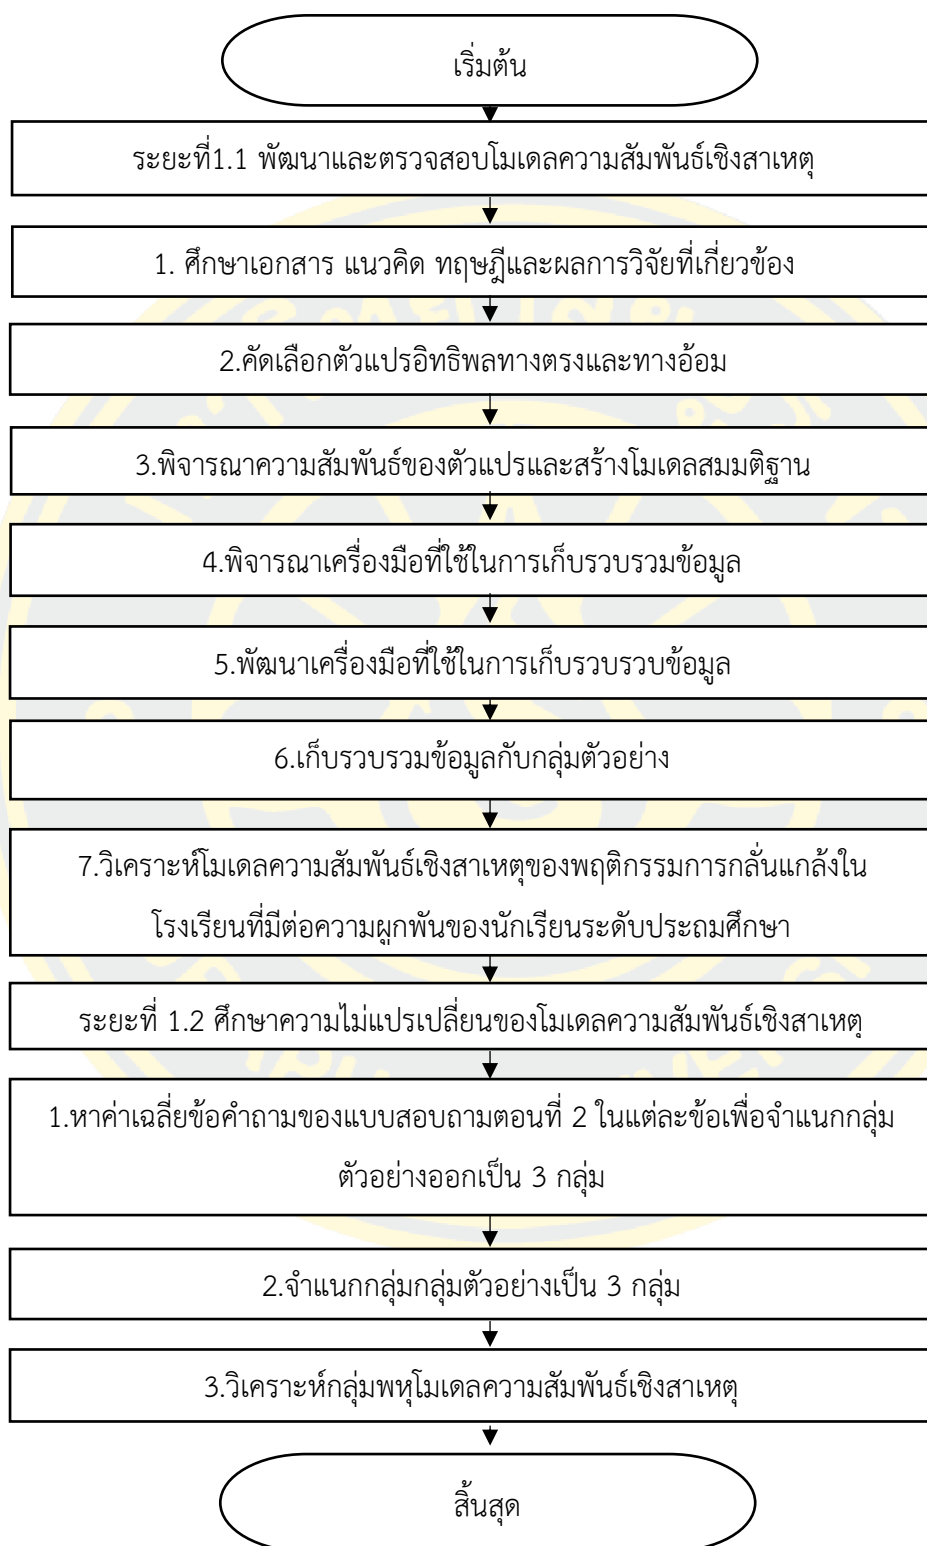 เริ่มต้น
ระยะที่1.1 พัฒนาและตรวจสอบโมเดลความสัมพันธ์เชิงสาเหตุ
1. ศึกษาเอกสาร แนวคิด ทฤษฎีและผลการวิจัยที่เกี่ยวข้อง
2.คัดเลือกตัวแปรอิทธิพลทางตรงและทางอ้อม
3.พิจารณาความสัมพันธ์ของตัวแปรและสร้างโมเดลสมมติฐาน
4.พิจารณาเครื่องมือที่ใช้ในการเก็บรวบรวมข้อมูล
5.พัฒนาเครื่องมือที่ใช้ในการเก็บรวบรวบข้อมูล
6.เก็บรวบรวมข้อมูลกับกลุ่มตัวอย่าง
7.วิเคราะห์โมเดลความสัมพันธ์เชิงสาเหตุของพฤติกรรมการกลั่นแกล้งใน
โรงเรียนที่มีต่อความผูกพันของนักเรียนระดับประถมศึกษา
ระยะที่ 1.2 ศึกษาความไม่แปรเปลี่ยนของโมเดลความสัมพันธ์เชิงสาเหตุ
1.หาค่าเฉลี่ยข้อคำถามของแบบสอบถามตอนที่ 2 ในแต่ละข้อเพื่อจำแนกกลุ่ม
ตัวอย่างออกเป็น 3 กลุ่ม
2.จำแนกกลุ่มกลุ่มตัวอย่างเป็น 3 กลุ่ม
3.วิเคราะห์กลุ่มพหุโมเดลความสัมพันธ์เชิงสาเหตุ
สิ้นสุด